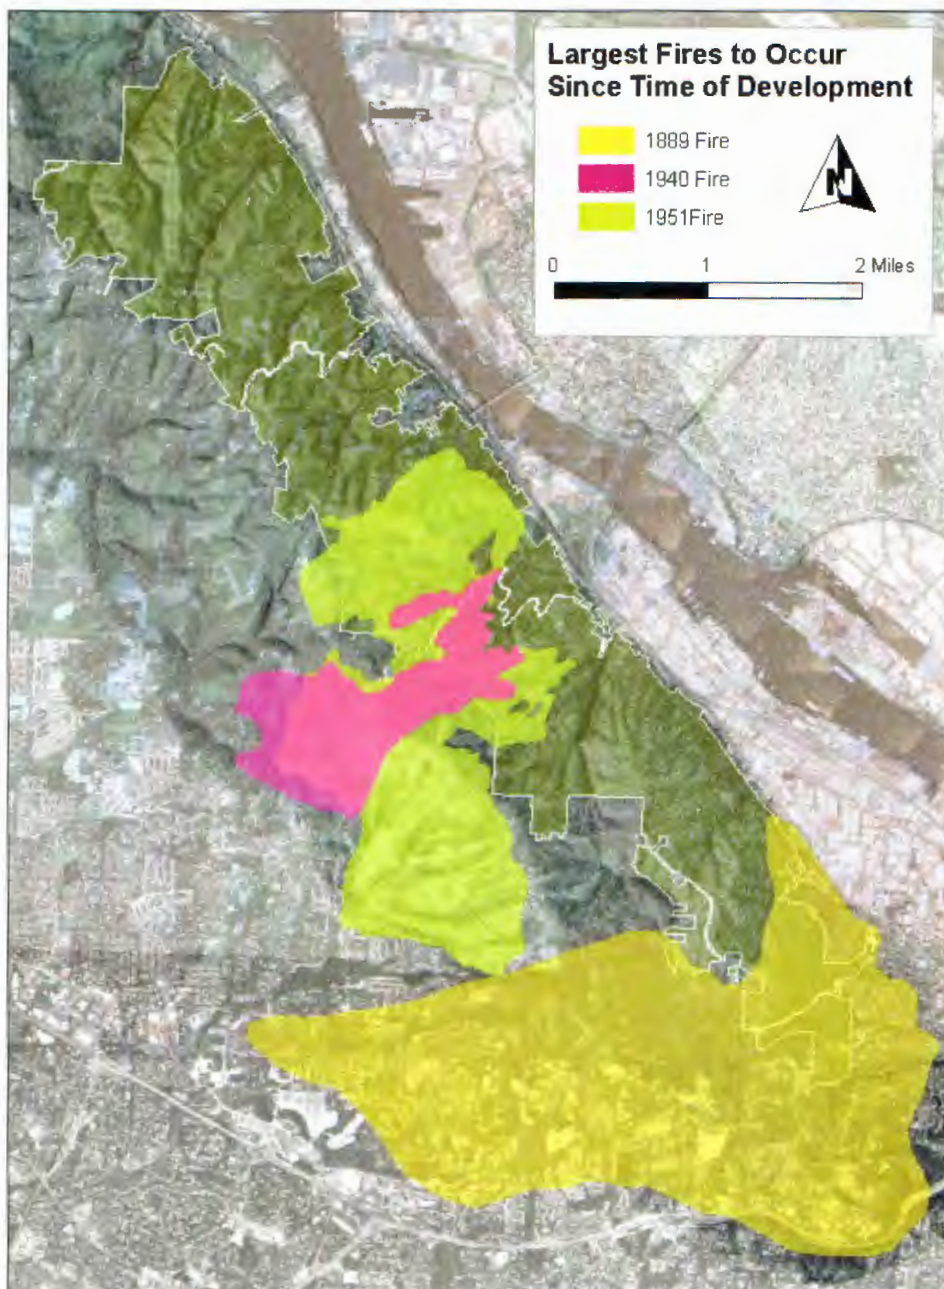 Largest Fires to Occur
Since Time of Development
1889 Fire
1940 Fire
1951Fire
N
0 1 2 Miles